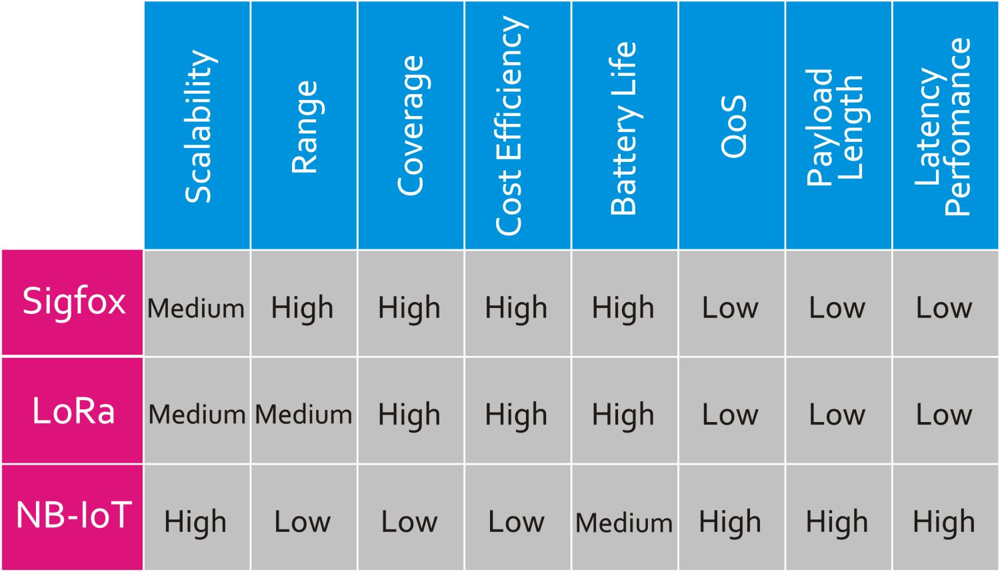 Scalability
Range
Coverage
Cost Efficiency
Battery Life
QoS
Payload
Length
Latency
Perfomance
Sigfox
Medium
High
High
High
High
Low
Low
Low
LoRa
Medium
Medium
High
High
High
Low
Low
Low
NB-IoT
High
Low
Low
Low
Medium
High
High
High